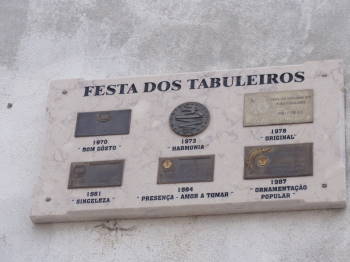 FESTA DOS TABULEIROS
1970
"BOM GÔSTO"
1973
"HARMONIA"
1978
"ORIGINAL"
1981
"SINGELEZA"
1984
"PRESENÇA - AMOR A TOMAR"
1987
"ORNAMENTAÇÃO
POPULAR"